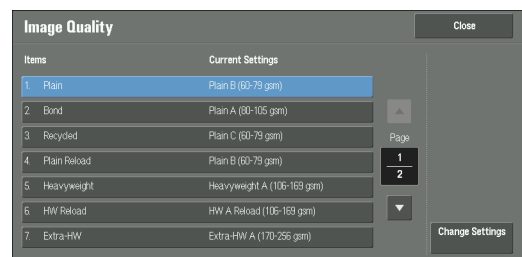 Image Quality
Close
Items Current Settings
1. Plain Plain B (60-79 gsm)
2. Bond Plain A (60-105 gsm)
3. Recycled Plain C (60-79 gsm)
4. Plain Reload Plain B (60-79 gsm)
Page
1
2
5. Heavyweight Heavyweight A (106-169 gsm)
6. HW Reload HW A Reload (106-169 gsm)
7. Extra-HW Extra-HW A (170-256 gsm)
Change Settings